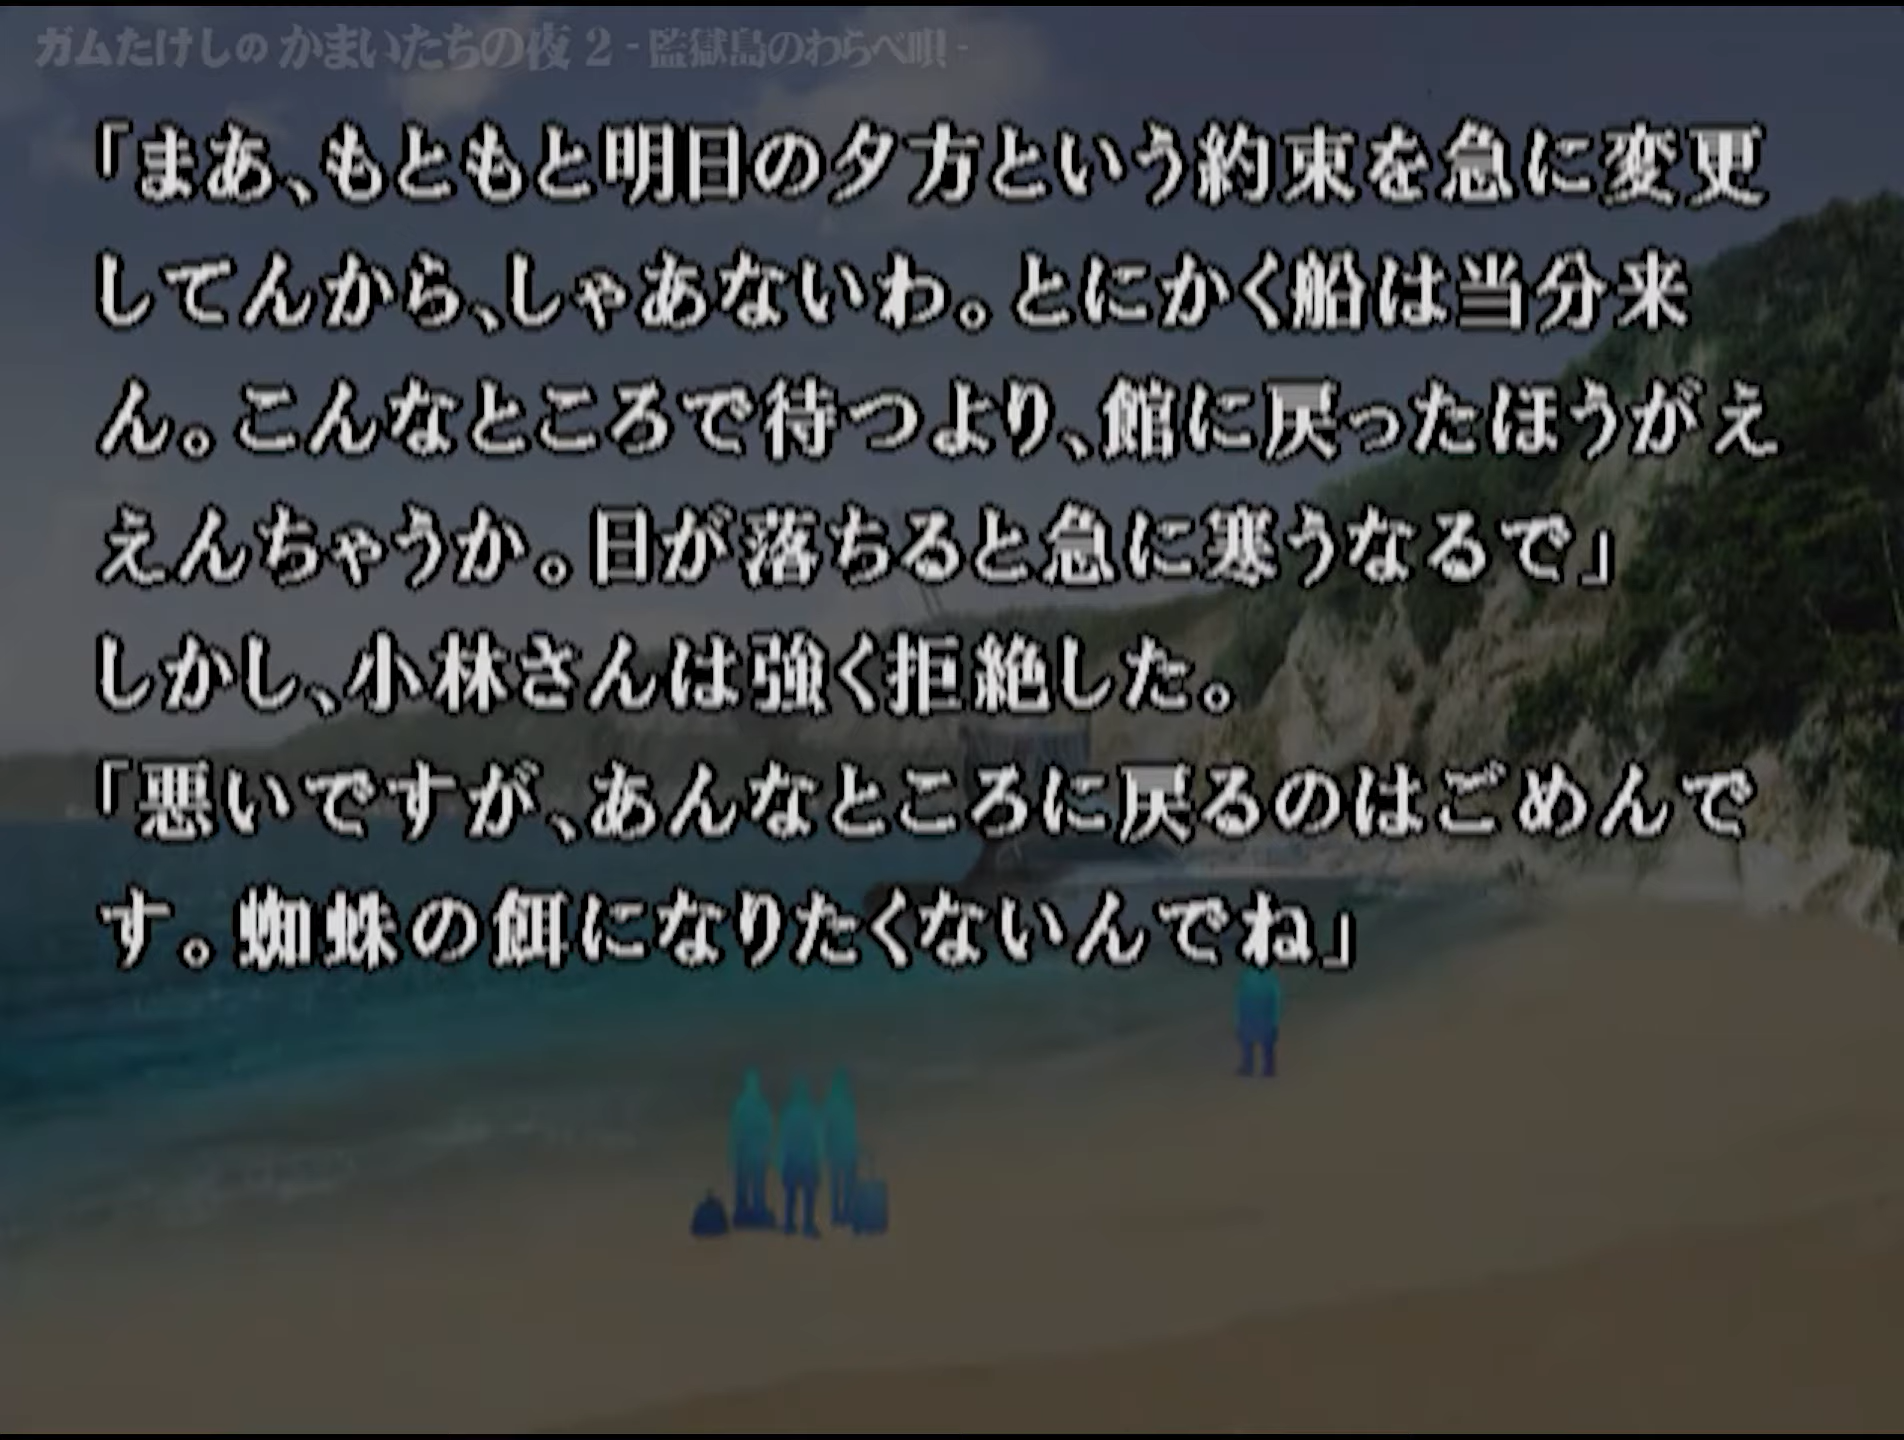 ガムたけしの かまいたちの夜 2 - 監獄島のわらべ唄 -
「まあ、もともと明日の夕方という約束を急に変更
してんから、しゃあないわ。とにかく船は当分来
ん。こんなところで待つより、館に戻ったほうがえ
えんちゃうか。日が落ちると急に寒うなるで」
しかし、小林さんは強く拒絶した。
「悪いですが、あんなところに戻るのはごめんで
す。蜘蛛の餌になりたくないんでね」